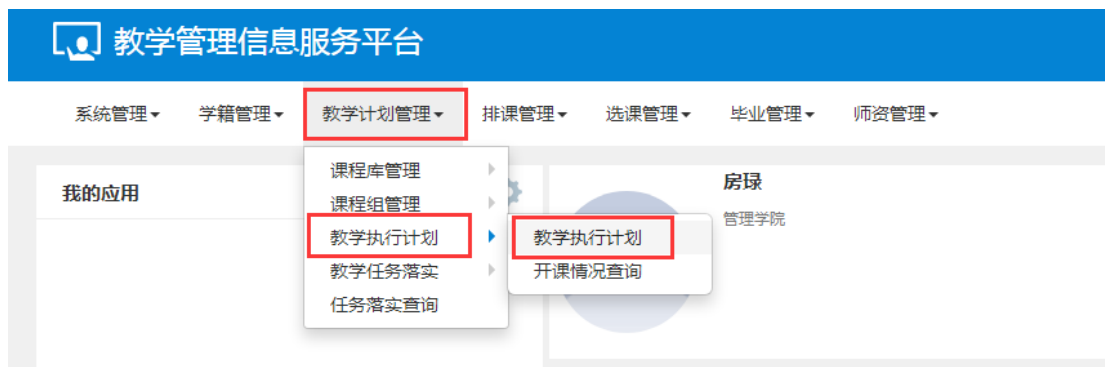 教学管理信息服务平台
系统管理 学籍管理 教学计划管理 排课管理 选课管理 毕业管理 师资管理
我的应用
课程库管理
课程组管理
教学执行计划
教学任务落实
任务落实查询
教学执行计划
开课情况查询
房琭
管理学院